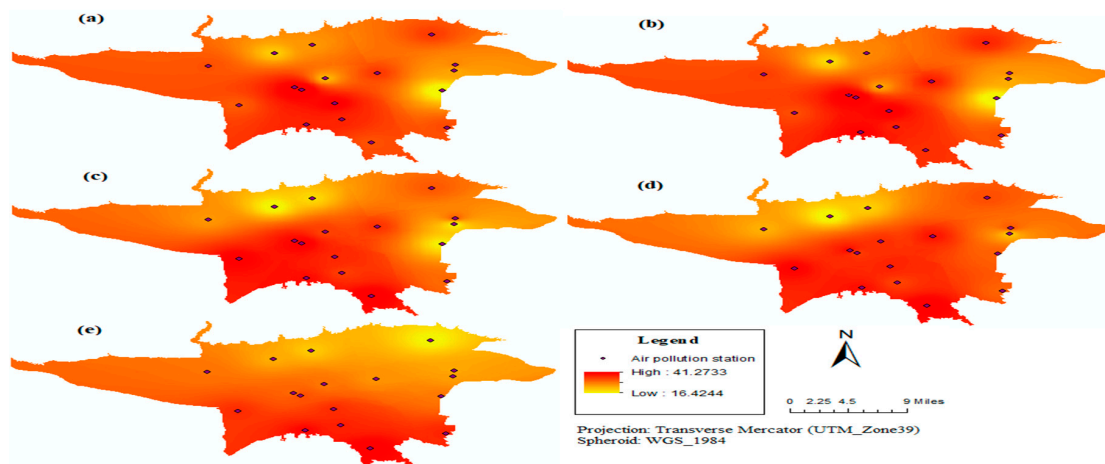 (a)
(b)
(c)
(d)
(e)
Legend
Air pollution station
High : 41.2733
Low : 16.4244
N
0 2.25 4.5 9 Miles
Projection: Transverse Mercator (UTM_Zone39)
Spheroid: WGS_1984